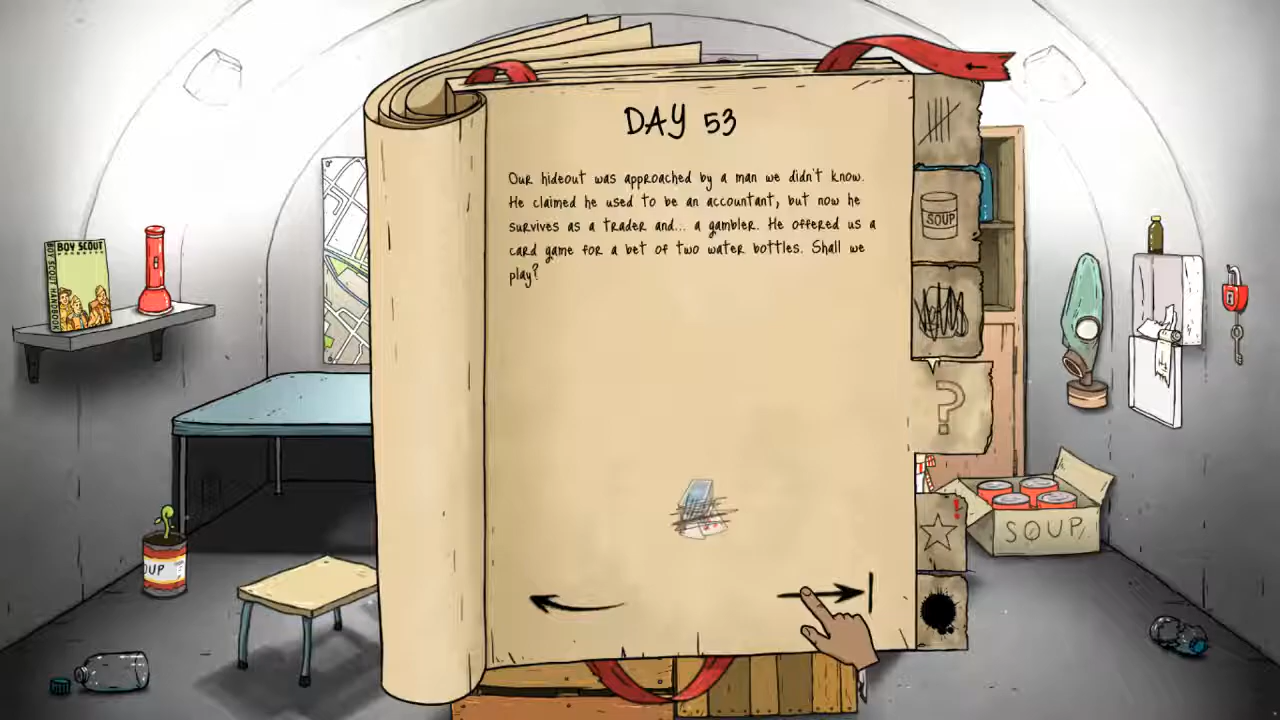 DAY 53
Our hideout was approached by a man we didn't know.
He claimed he used to be an accountant, but now he
survives as a trader and... a gambler. He offered us a
card game for a bet of two water bottles. Shall we
play?
BOY SCOUT
BOY SCOUT HANDBOOK
SOUP
?
!
SOUP
OUP